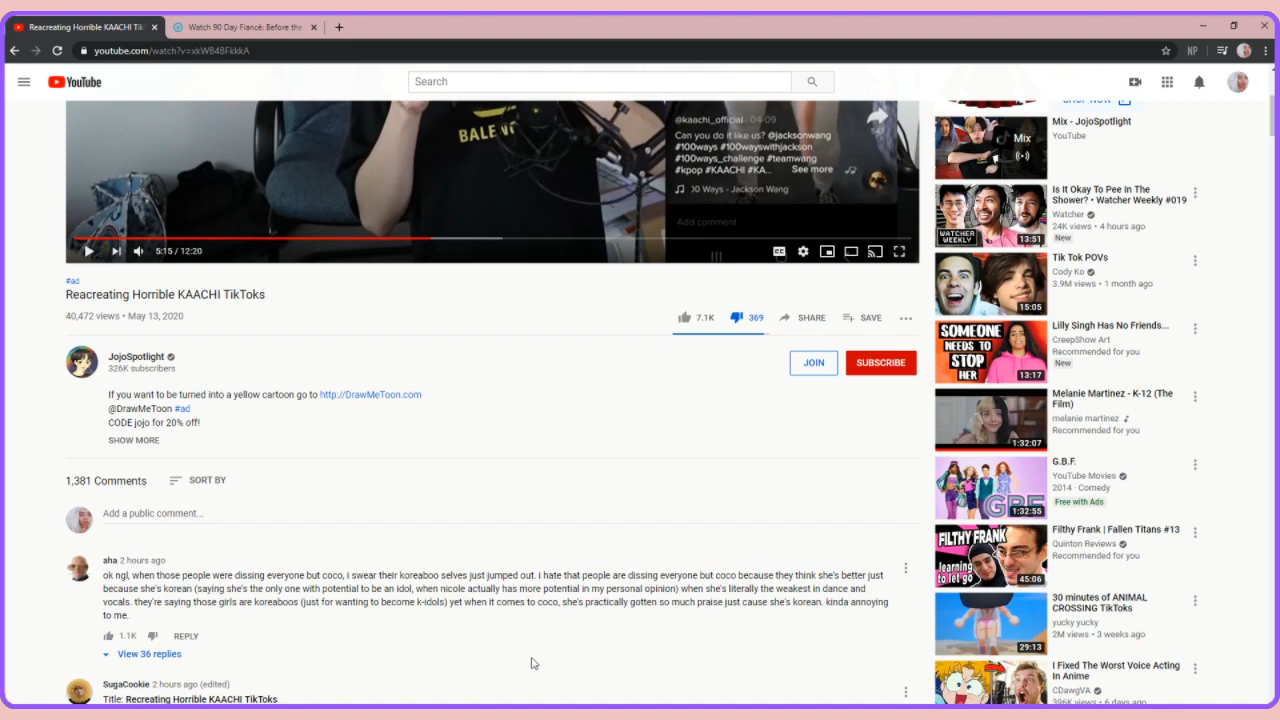 Reacreating Horrible KAACHI Tik
Watch 90 Day Fiancé: Before the
youtube.com/watch?v=xkWB4BFkkkA
NP
YouTube
Search
BALEN
@kaachi_official · 04-09
Can you do it like us? @jacksonwang
#100ways #100wayswithjackson
#100ways_challenge #teamwang
#kpop #KAACHI #KA...
See more
00 Ways - Jackson Wang
Add comment
5:15 / 12:20
CC
#ad
Reacreating Horrible KAACHI TikToks
40,472 views • May 13, 2020
7.1K
369
SHARE
SAVE
JojoSpotlight
326K subscribers
JOIN
SUBSCRIBE
If you want to be turned into a yellow cartoon go to http://DrawMeToon.com
@DrawMeToon #ad
CODE jojo for 20% off!
SHOW MORE
1,381 Comments
SORT BY
Add a public comment...
aha 2 hours ago
ok ngl, when those people were dissing everyone but coco, i swear their koreaboo selves just jumped out. i hate that people are dissing everyone but coco because they think she's better just
because she's korean (saying she's the only one with potential to be an idol, when nicole actually has more potential in my personal opinion) when she's literally the weakest in dance and
vocals. they're saying those girls are koreaboos (just for wanting to become k-idols) yet when it comes to coco, she's practically gotten so much praise just cause she's korean. kinda annoying
to me.
1.1K
REPLY
View 36 replies
SugaCookie 2 hours ago (edited)
Title: Recreating Horrible KAACHI TikToks
SHOP NOW
Mix
Mix - JojoSpotlight
YouTube
WATCHER
WEEKLY
13:51
Is It Okay To Pee In The
Shower? • Watcher Weekly #019
Watcher
24K views • 4 hours ago
New
15:05
Tik Tok POVs
Cody Ko
3.9M views • 1 month ago
SOMEONE
NEEDS TO
STOP
HER
13:17
Lilly Singh Has No Friends...
CreepShow Art
Recommended for you
New
1:32:07
Melanie Martinez - K-12 (The
Film)
melanie martinez
Recommended for you
GBF
1:32:55
G.B.F.
YouTube Movies
2014 · Comedy
Free with Ads
FILTHY FRANK
learning
to let go
45:06
Filthy Frank | Fallen Titans #13
Quinton Reviews
Recommended for you
29:13
30 minutes of ANIMAL
CROSSING TikToks
yucky yucky
2M views • 3 weeks ago
I Fixed The Worst Voice Acting
In Anime
CDawgVA
396K views • 6 days ago